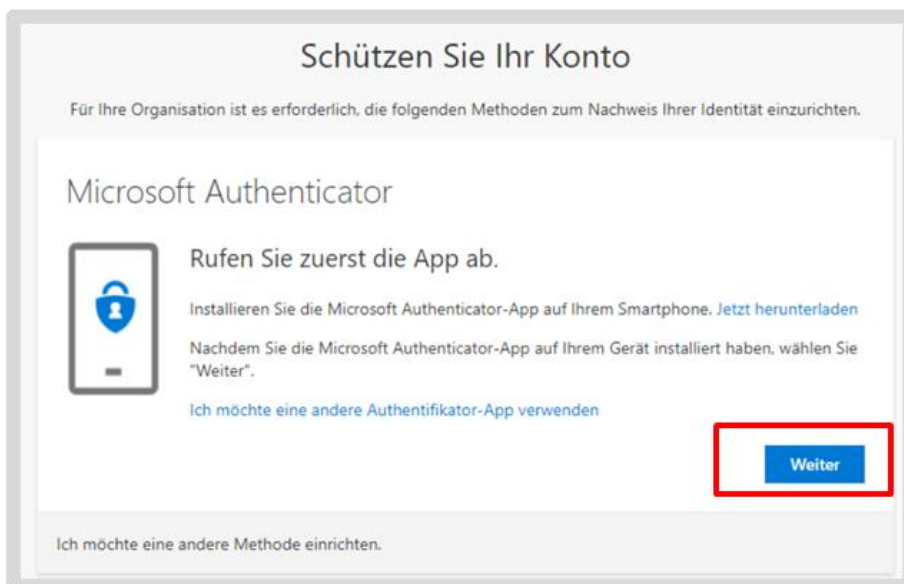 Schützen Sie Ihr Konto
Für Ihre Organisation ist es erforderlich, die folgenden Methoden zum Nachweis Ihrer Identität einzurichten.
Microsoft Authenticator
Rufen Sie zuerst die App ab.
Installieren Sie die Microsoft Authenticator-App auf Ihrem Smartphone. Jetzt herunterladen
Nachdem Sie die Microsoft Authenticator-App auf Ihrem Gerät installiert haben, wählen Sie
"Weiter".
Ich möchte eine andere Authentifikator-App verwenden
Weiter
Ich möchte eine andere Methode einrichten.